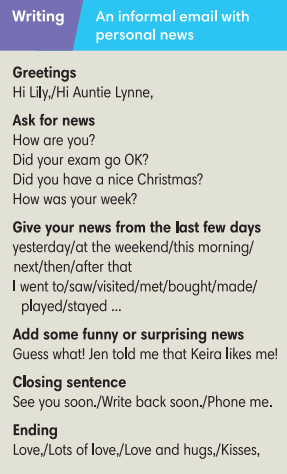 Writing
An informal email with
personal news
Greetings
Hi Lily,/Hi Auntie Lynne,
Ask for news
How are you?
Did your exam go OK?
Did you have a nice Christmas?
How was your week?
Give your news from the last few days
yesterday/at the weekend/this morning/
next/then/after that
I went to/saw/visited/met/bought/made/
played/stayed ...
Add some funny or surprising news
Guess what! Jen told me that Keira likes me!
Closing sentence
See you soon./Write back soon./Phone me.
Ending
Love,/Lots of love,/Love and hugs,/Kisses,